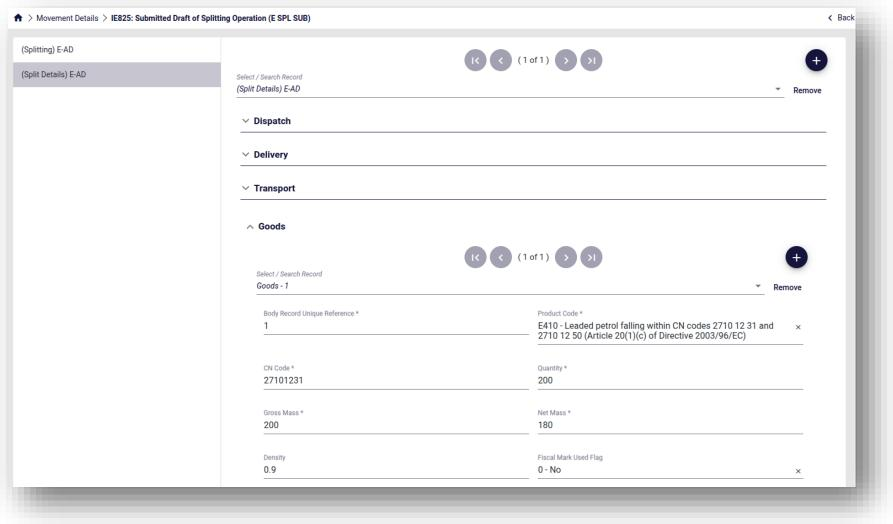 Movement Details > IE825: Submitted Draft of Splitting Operation (E SPL SUB)
Back
(Splitting) E-AD
(Split Details) E-AD
( 1 of 1 )
Select / Search Record
(Split Details) E-AD
Remove
Dispatch
Delivery
Transport
Goods
( 1 of 1 )
Select / Search Record
Goods - 1
Remove
Body Record Unique Reference *
1
Product Code *
E410 - Leaded petrol falling within CN codes 2710 12 31 and
2710 12 50 (Article 20(1)(c) of Directive 2003/96/EC)
CN Code *
27101231
Quantity *
200
Gross Mass *
200
Net Mass *
180
Density
0.9
Fiscal Mark Used Flag
0 - No